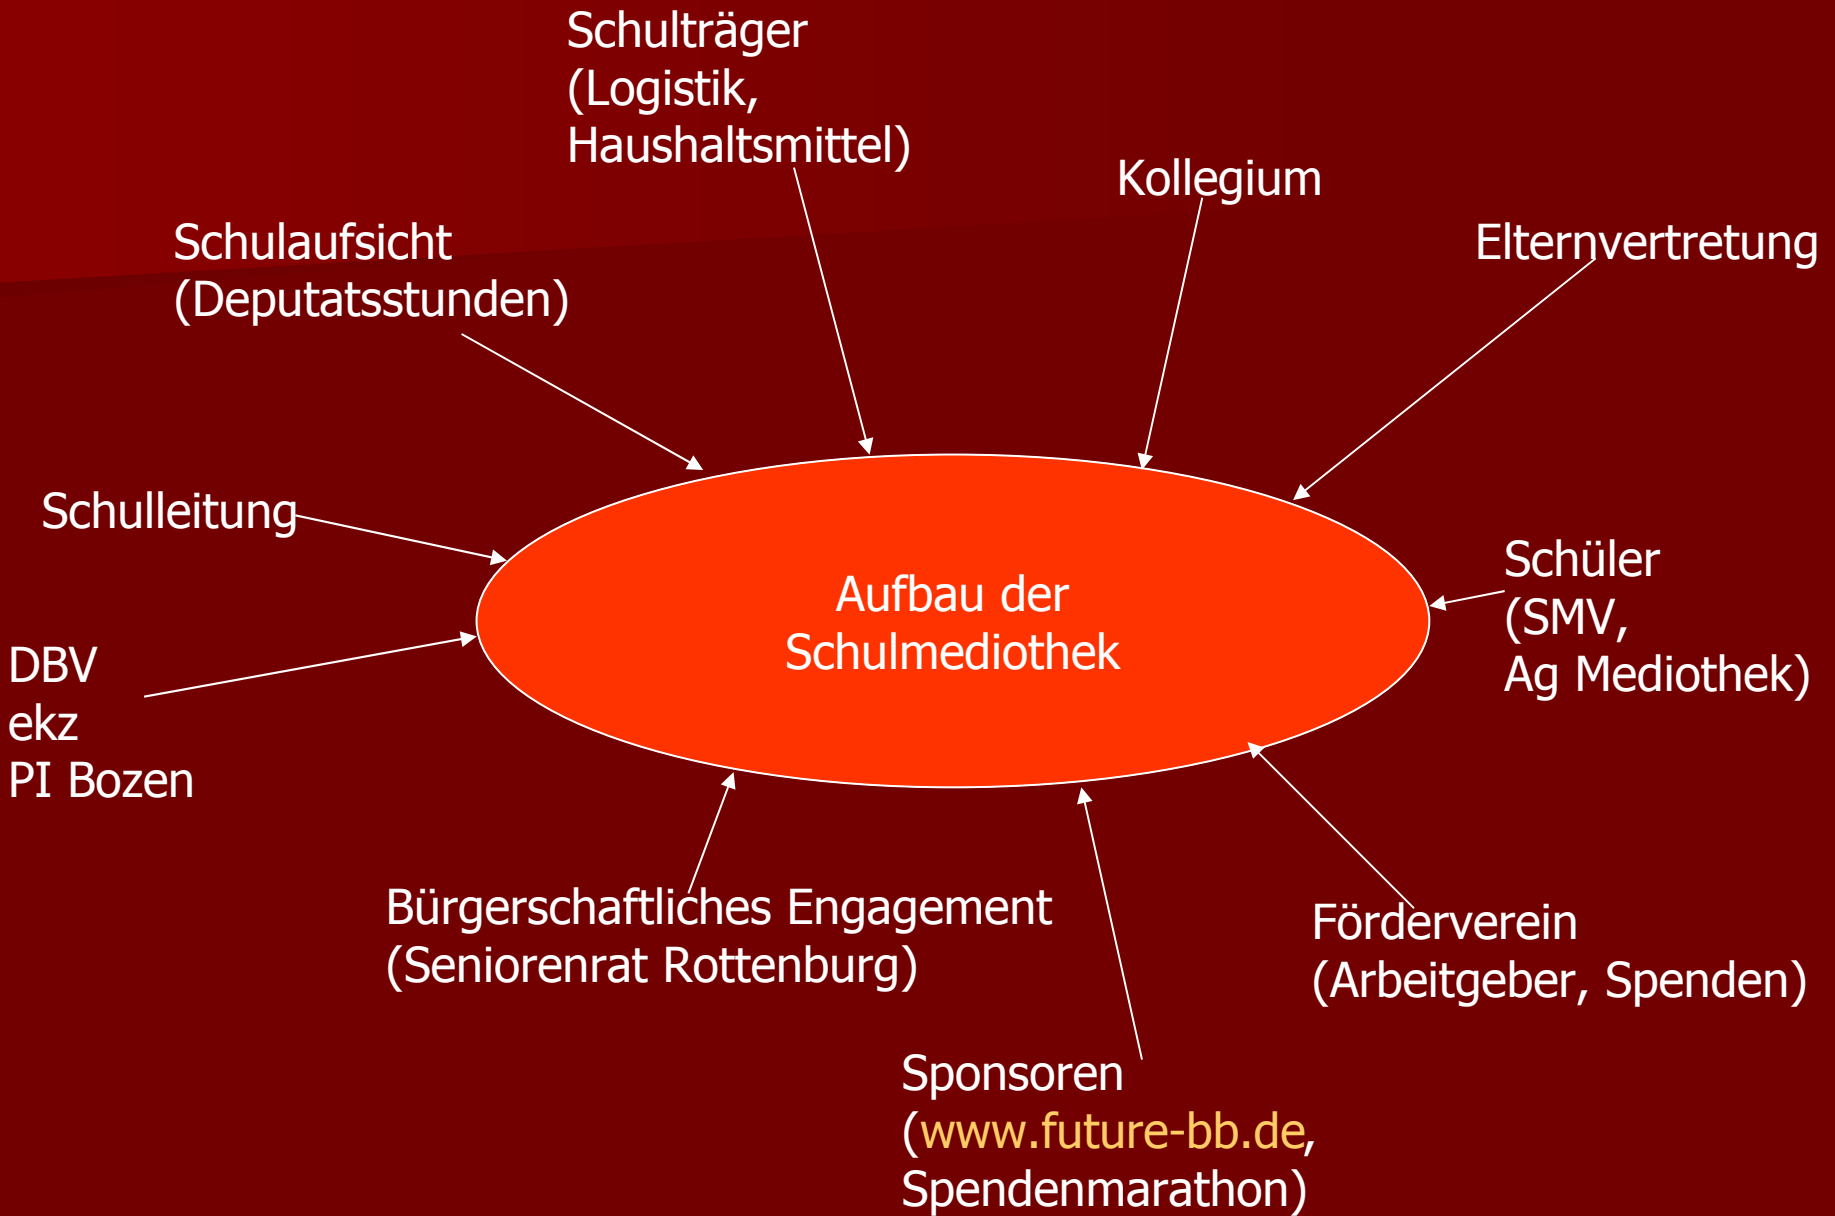 Schulträger
(Logistik,
Haushaltsmittel)
Kollegium
Schulaufsicht
(Deputatsstunden)
Elternvertretung
Schulleitung
Aufbau der
Schulmediothek
Schüler
(SMV,
Ag Mediothek)
DBV
ekz
PI Bozen
Bürgerschaftliches Engagement
(Seniorenrat Rottenburg)
Förderverein
(Arbeitgeber, Spenden)
Sponsoren
(www.future-bb.de,
Spendenmarathon)